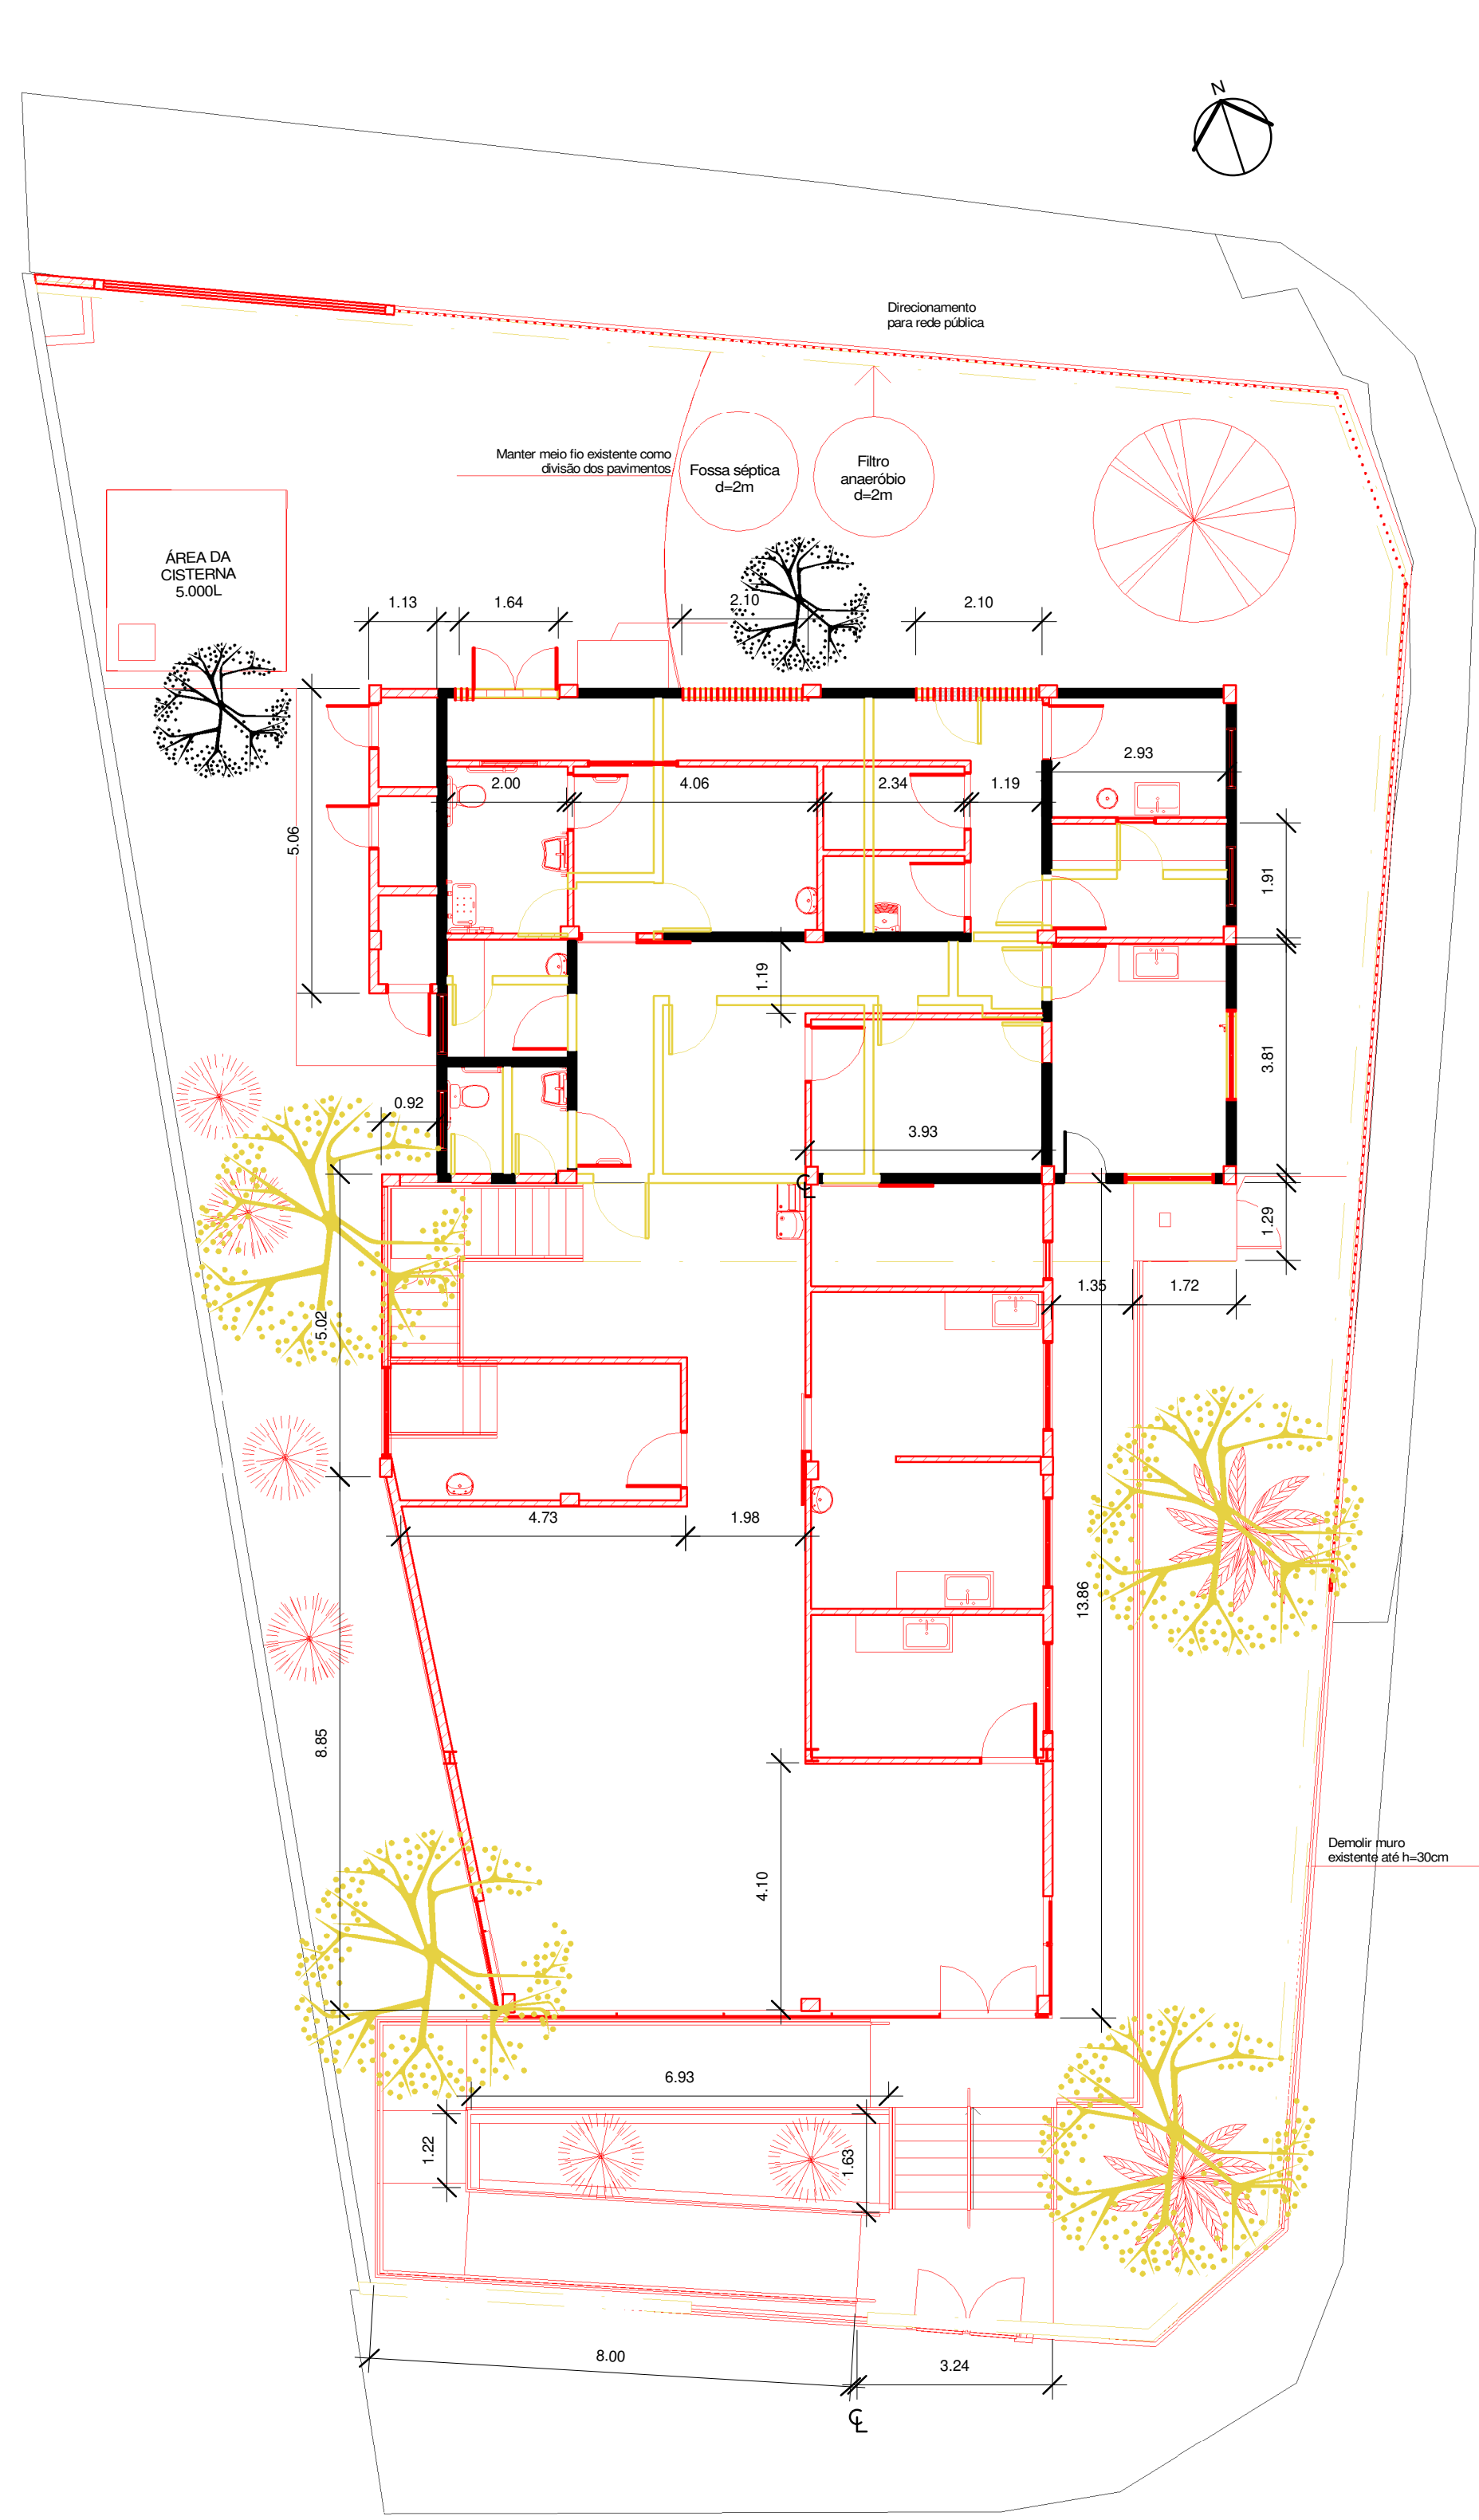 N
Direcionamento
para rede pública
Manter meio fio existente como
divisão dos pavimentos
Fossa séptica
d=2m
Filtro
anaeróbio
d=2m
ÁREA DA
CISTERNA
5.000L
1.13
1.64
2.10
2.10
2.93
2.00
4.06
2.34
1.19
5.06
1.91
1.19
3.81
0.92
3.93
CL
1.29
1.35
1.72
5.02
4.73
1.98
13.86
8.85
Demolir muro
existente até h=30cm
4.10
6.93
1.22
1.63
8.00
3.24
CL